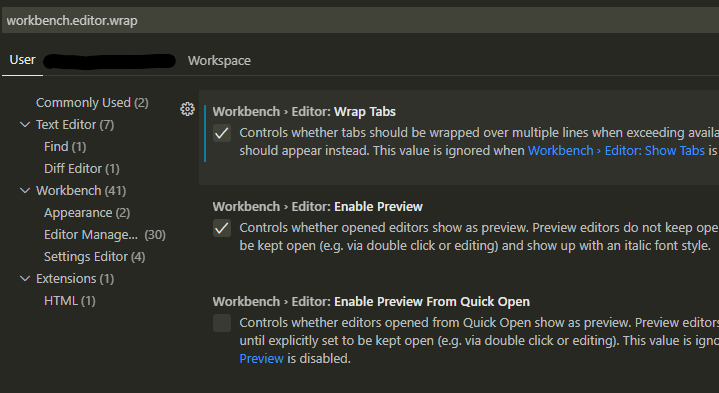 workbench.editor.wrap
User
Workspace
Commonly Used (2)
Text Editor (7)
Find (1)
Diff Editor (1)
Workbench (41)
Appearance (2)
Editor Manage... (30)
Settings Editor (4)
Extensions (1)
HTML (1)
Workbench › Editor: Wrap Tabs
Controls whether tabs should be wrapped over multiple lines when exceeding availa
should appear instead. This value is ignored when Workbench › Editor: Show Tabs is
Workbench › Editor: Enable Preview
Controls whether opened editors show as preview. Preview editors do not keep ope
be kept open (e.g. via double click or editing) and show up with an italic font style.
Workbench › Editor: Enable Preview From Quick Open
Controls whether editors opened from Quick Open show as preview. Preview editors
until explicitly set to be kept open (e.g. via double click or editing). This value is igno
Preview is disabled.